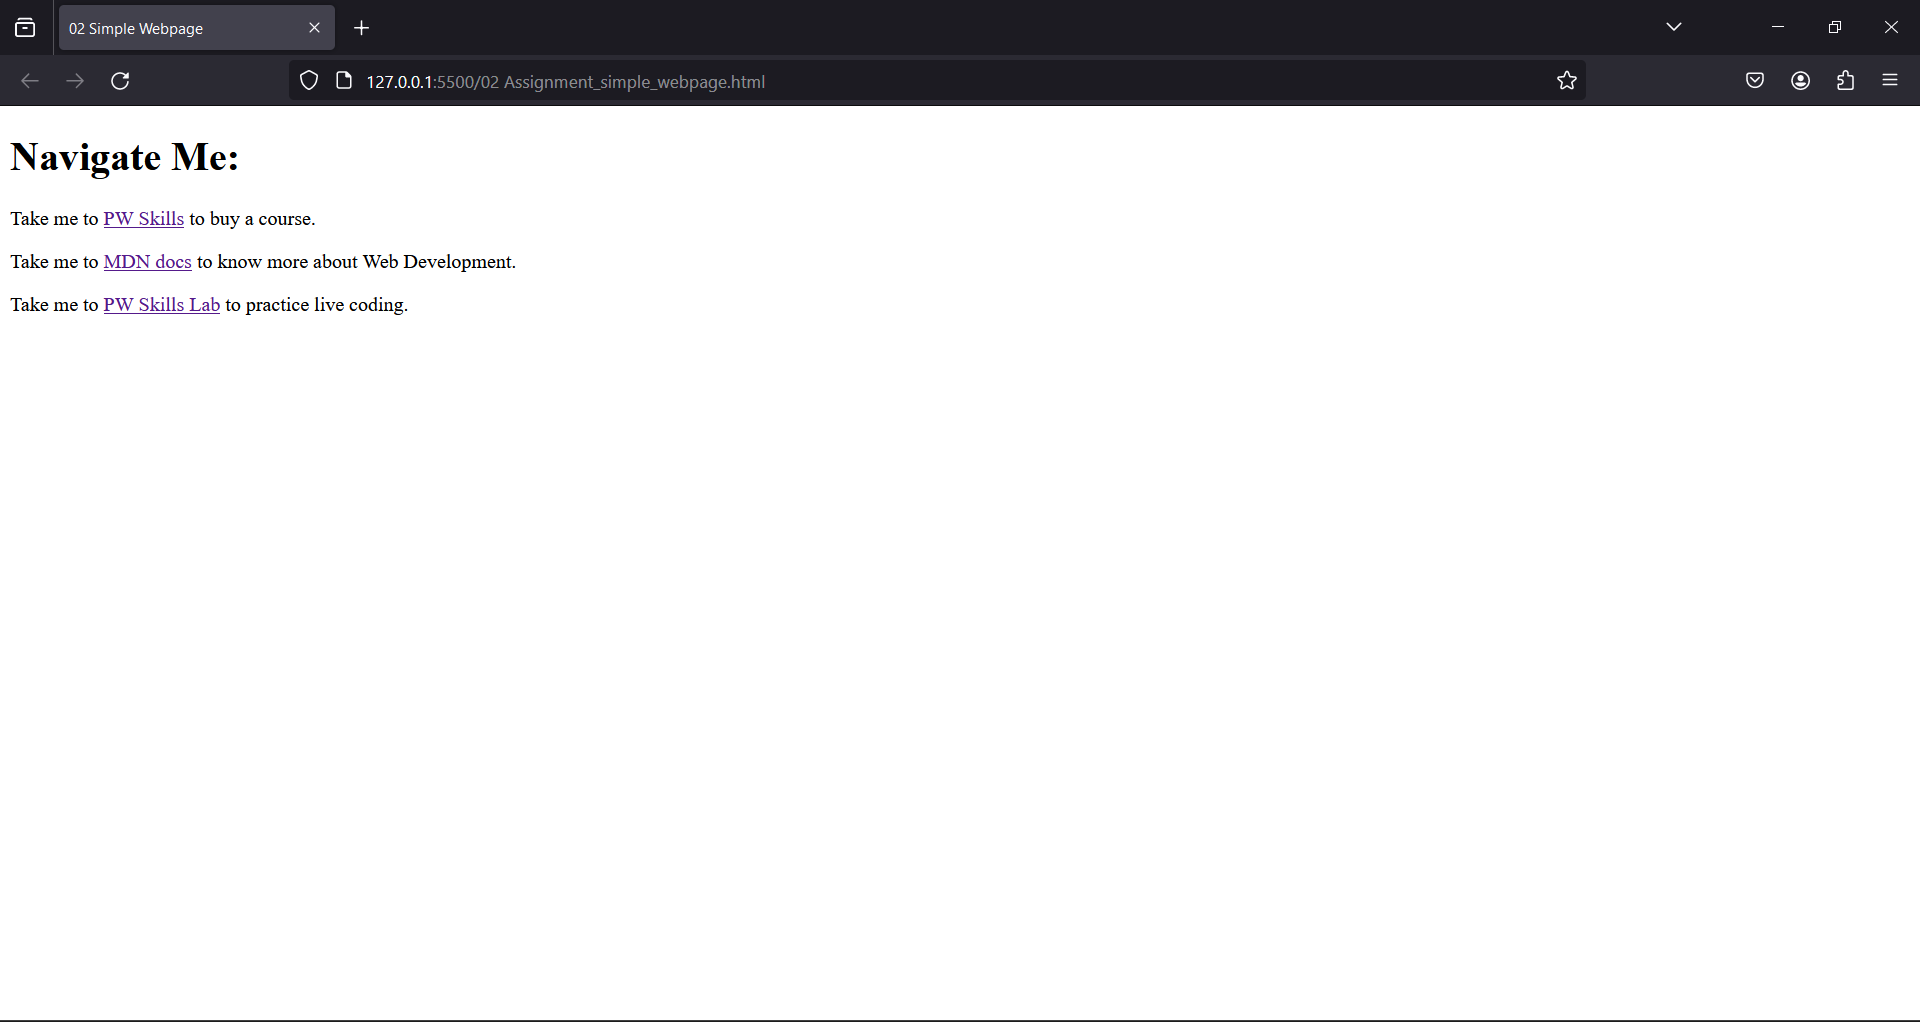 02 Simple Webpage
127.0.0.1:5500/02 Assignment_simple_webpage.html
Navigate Me:
Take me to PW Skills to buy a course.
Take me to MDN docs to know more about Web Development.
Take me to PW Skills Lab to practice live coding.